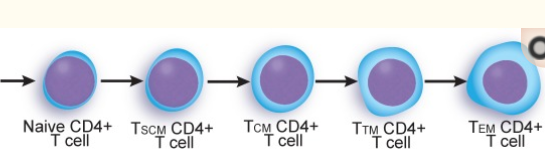 Naive CD4+
T cell
TSCM CD4+
T cell
TCM CD4+
T cell
TTM CD4+
T cell
TEM CD4+
T cell